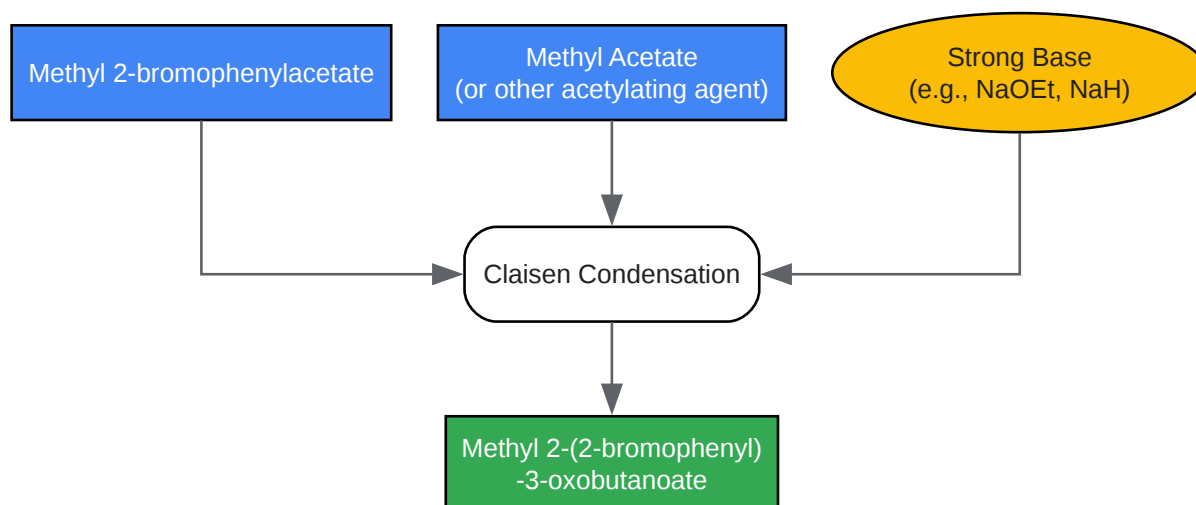 Methyl 2-bromophenylacetate
Methyl Acetate
(or other acetylating agent)
Strong Base
(e.g., NaOEt, NaH)
Claisen Condensation
Methyl 2-(2-bromophenyl)
-3-oxobutanoate